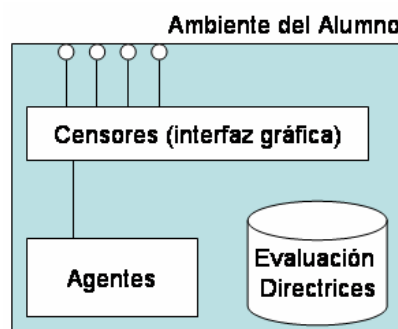 Ambiente del Alumno
Censores (interfaz gráfica)
Agentes
Evaluación
Directrices